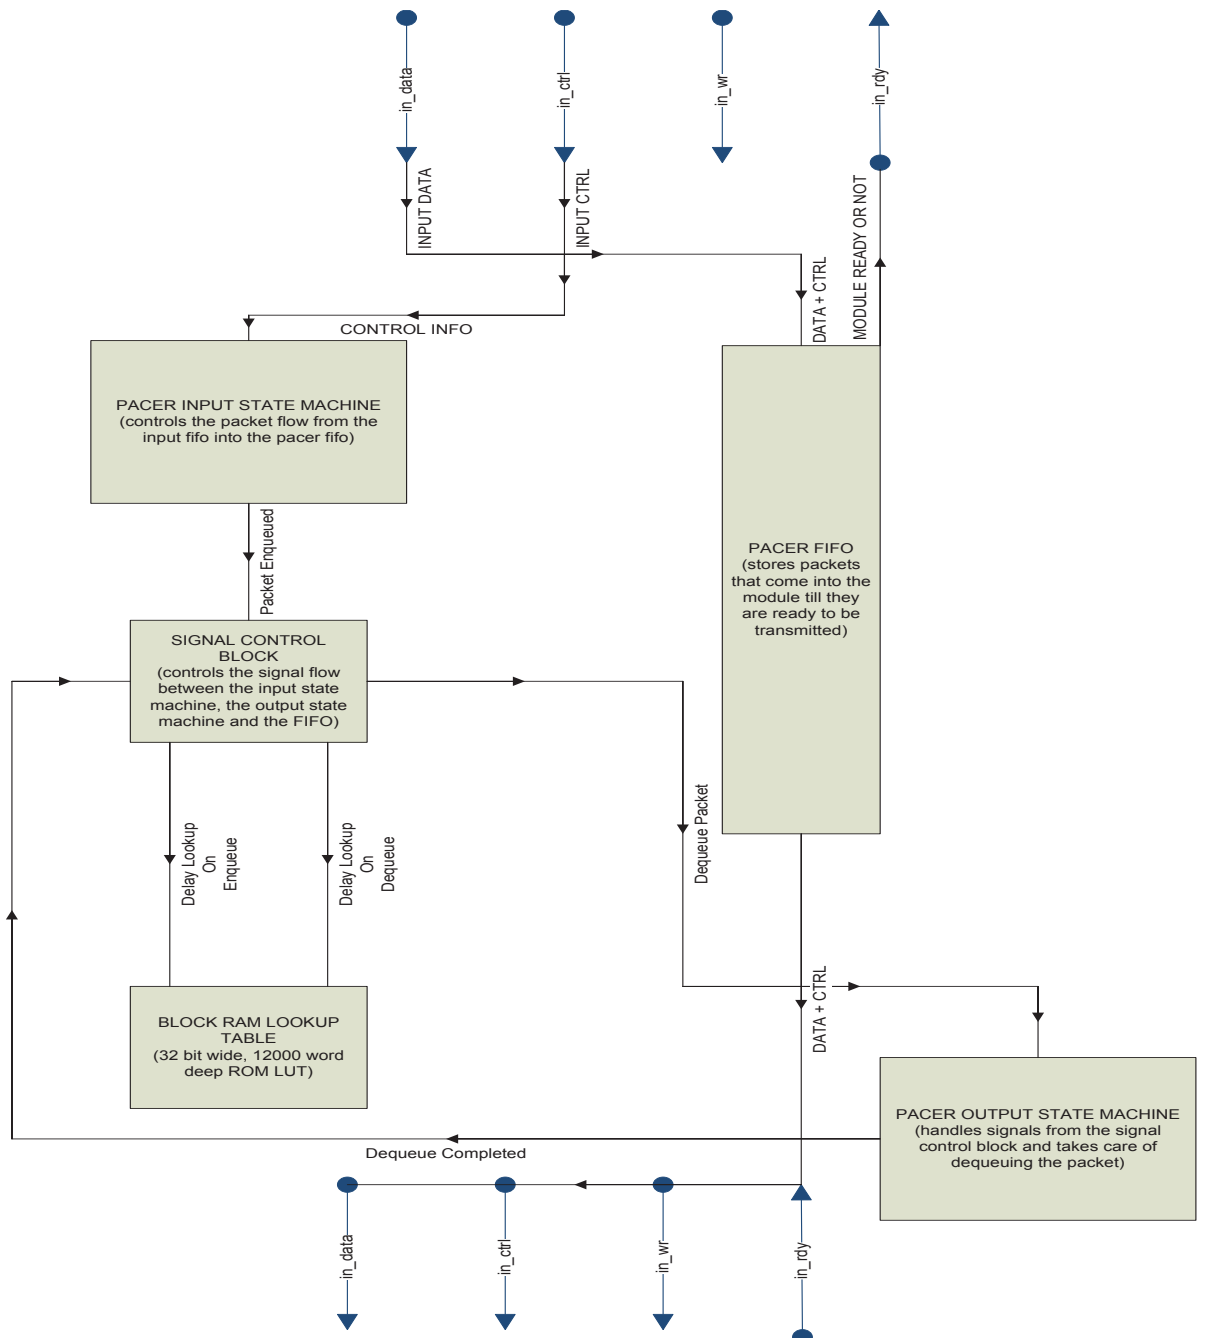 in_data
in_ctrl
in_wr
in_rdy
INPUT DATA
INPUT CTRL
DATA + CTRL
MODULE READY OR NOT
CONTROL INFO
PACER INPUT STATE MACHINE
(controls the packet flow from the
input fifo into the pacer fifo)
Packet Enqueued
PACER FIFO
(stores packets
that come into the
module till they
are ready to be
transmitted)
SIGNAL CONTROL
BLOCK
(controls the signal flow
between the input state
machine, the output state
machine and the FIFO)
Delay Lookup
On
Enqueue
Delay Lookup
On
Dequeue
Dequeue Packet
DATA + CTRL
BLOCK RAM LOOKUP
TABLE
(32 bit wide, 12000 word
deep ROM LUT)
PACER OUTPUT STATE MACHINE
(handles signals from the signal
control block and takes care of
dequeuing the packet)
Dequeue Completed
in_data
in_ctrl
in_wr
in_rdy